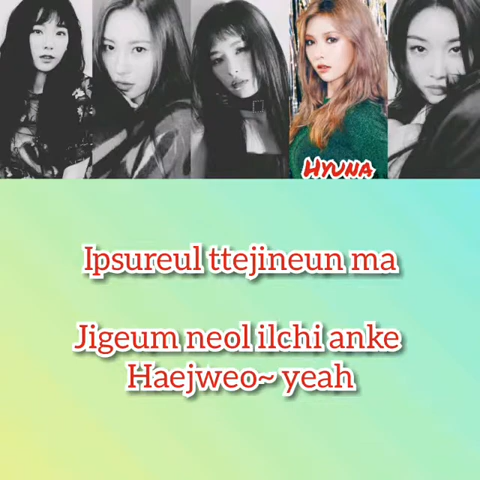 HYUNA
Ipsureul ttejineun ma
Jigeum neol ilchi anke
Haejweo~ yeah